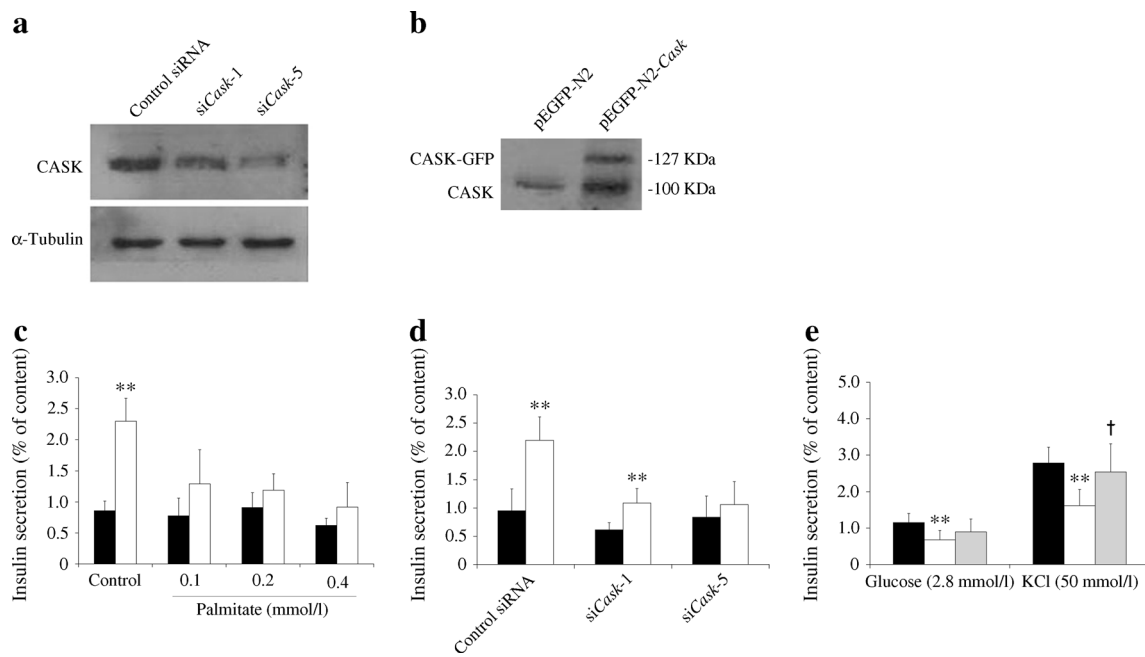 a
Control siRNA
siCask-1
siCask-5
CASK
α-Tubulin
b
pEGFP-N2
pEGFP-N2-Cask
CASK-GFP
-127 KDa
CASK
-100 KDa
c
Insulin secretion (% of content)
3.0
2.5
2.0
1.5
1.0
0.5
0
**
Control
0.1
0.2
0.4
Palmitate (mmol/l)
d
Insulin secretion (% of content)
3.0
2.5
2.0
1.5
1.0
0.5
0
**
**
Control siRNA
siCask-1
siCask-5
e
Insulin secretion (% of content)
5.0
4.0
3.0
2.0
1.0
0
**
**
†
Glucose (2.8 mmol/l)
KCl (50 mmol/l)